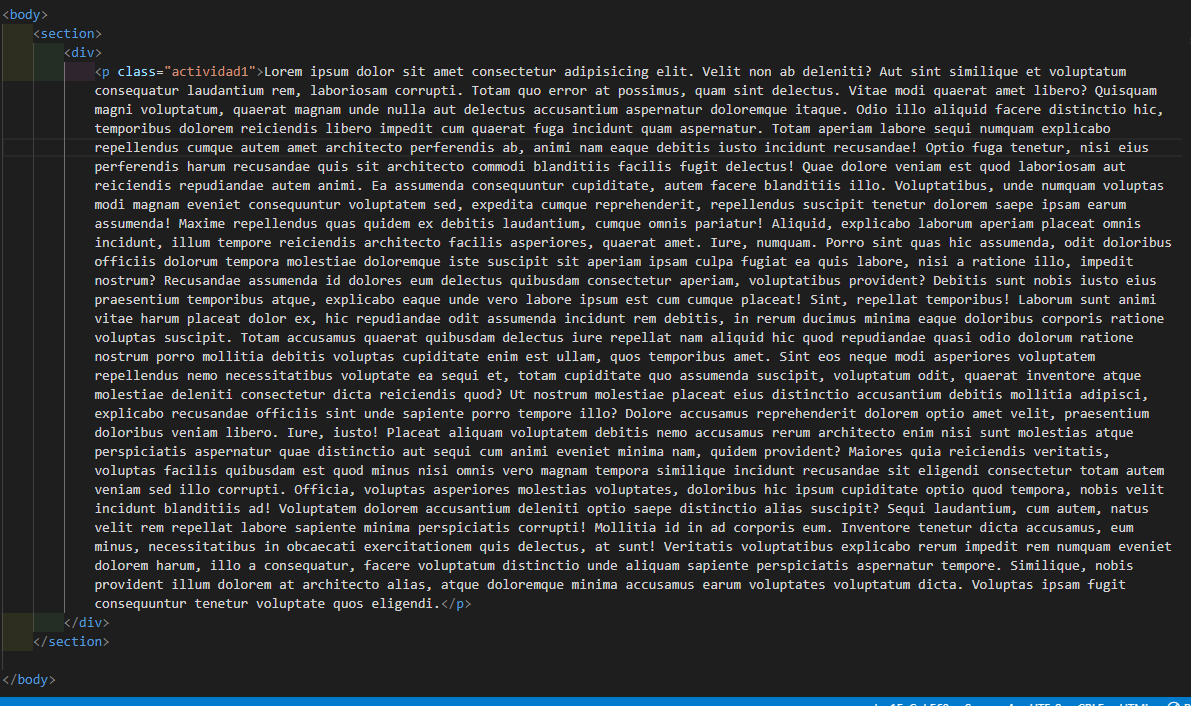 <body>
<section>
<div>
<p class="actividad1">Lorem ipsum dolor sit amet consectetur adipisicing elit. Velit non ab deleniti? Aut sint similique et voluptatum
consequatur laudantium rem, laboriosam corrupti. Totam quo error at possimus, quam sint delectus. Vitae modi quaerat amet libero? Quisquam
magni voluptatum, quaerat magnam unde nulla aut delectus accusantium aspernatur doloremque itaque. Odio illo aliquid facere distinctio hic,
temporibus dolorem reiciendis libero impedit cum quaerat fuga incidunt quam aspernatur. Totam aperiam labore sequi numquam explicabo
repellendus cumque autem amet architecto perferendis ab, animi nam eaque debitis iusto incidunt recusandae! Optio fuga tenetur, nisi eius
perferendis harum recusandae quis sit architecto commodi blanditiis facilis fugit delectus! Quae dolore veniam est quod laboriosam aut
reiciendis repudiandae autem animi. Ea assumenda consequuntur cupiditate, autem facere blanditiis illo. Voluptatibus, unde numquam voluptas
modi magnam eveniet consequuntur voluptatem sed, expedita cumque reprehenderit, repellendus suscipit tenetur dolorem saepe ipsam earum
assumenda! Maxime repellendus quas quidem ex debitis laudantium, cumque omnis pariatur! Aliquid, explicabo laborum aperiam placeat omnis
incidunt, illum tempore reiciendis architecto facilis asperiores, quaerat amet. Iure, numquam. Porro sint quas hic assumenda, odit doloribus
officiis dolorum tempora molestiae doloremque iste suscipit sit aperiam ipsam culpa fugiat ea quis labore, nisi a ratione illo, impedit
nostrum? Recusandae assumenda id dolores eum delectus quibusdam consectetur aperiam, voluptatibus provident? Debitis sunt nobis iusto eius
praesentium temporibus atque, explicabo eaque unde vero labore ipsum est cum cumque placeat! Sint, repellat temporibus! Laborum sunt animi
vitae harum placeat dolor ex, hic repudiandae odit assumenda incidunt rem debitis, in rerum ducimus minima eaque doloribus corporis ratione
voluptas suscipit. Totam accusamus quaerat quibusdam delectus iure repellat nam aliquid hic quod repudiandae quasi odio dolorum ratione
nostrum porro mollitia debitis voluptas cupiditate enim est ullam, quos temporibus amet. Sint eos neque modi asperiores voluptatem
repellendus nemo necessitatibus voluptate ea sequi et, totam cupiditate quo assumenda suscipit, voluptatum odit, quaerat inventore atque
molestiae deleniti consectetur dicta reiciendis quod? Ut nostrum molestiae placeat eius distinctio accusantium debitis mollitia adipisci,
explicabo recusandae officiis sint unde sapiente porro tempore illo? Dolore accusamus reprehenderit dolorem optio amet velit, praesentium
doloribus veniam libero. Iure, iusto! Placeat aliquam voluptatem debitis nemo accusamus rerum architecto enim nisi sunt molestias atque
perspiciatis aspernatur quae distinctio aut sequi cum animi eveniet minima nam, quidem provident? Maiores quia reiciendis veritatis,
voluptas facilis quibusdam est quod minus nisi omnis vero magnam tempora similique incidunt recusandae sit eligendi consectetur totam autem
veniam sed illo corrupti. Officia, voluptas asperiores molestias voluptates, doloribus hic ipsum cupiditate optio quod tempora, nobis velit
incidunt blanditiis ad! Voluptatem dolorem accusantium deleniti optio saepe distinctio alias suscipit? Sequi laudantium, cum autem, natus
velit rem repellat labore sapiente minima perspiciatis corrupti! Mollitia id in ad corporis eum. Inventore tenetur dicta accusamus, eum
minus, necessitatibus in obcaecati exercitationem quis delectus, at sunt! Veritatis voluptatibus explicabo rerum impedit rem numquam eveniet
dolorem harum, illo a consequatur, facere voluptatum distinctio unde aliquam sapiente perspiciatis aspernatur tempore. Similique, nobis
provident illum dolorem at architecto alias, atque doloremque minima accusamus earum voluptates voluptatum dicta. Voluptas ipsam fugit
consequuntur tenetur voluptate quos eligendi.</p>
</div>
</section>
</body>